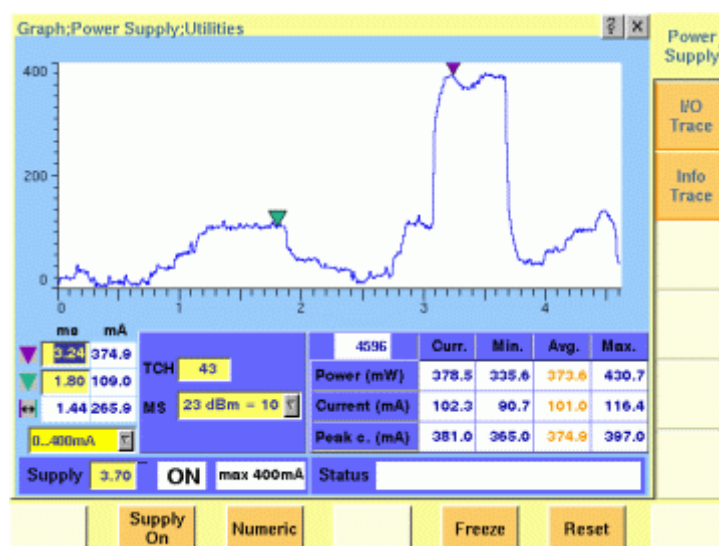 Graph;Power Supply;Utilities
? ×
Power
Supply
I/O
Trace
Info
Trace
400
200
0
0 1 2 3 4
ms mA
3.24 374.9
1.80 109.0
1.44 265.9
0..400mA
TCH 43
MS 23 dBm = 10
4596 Curr. Min. Avg. Max.
Power (mW) 378.5 335.6 373.6 430.7
Current (mA) 102.3 90.7 101.0 116.4
Peak c. (mA) 381.0 365.0 374.9 397.0
Supply 3.70 ON max 400mA Status
Supply
On
Numeric
Freeze
Reset